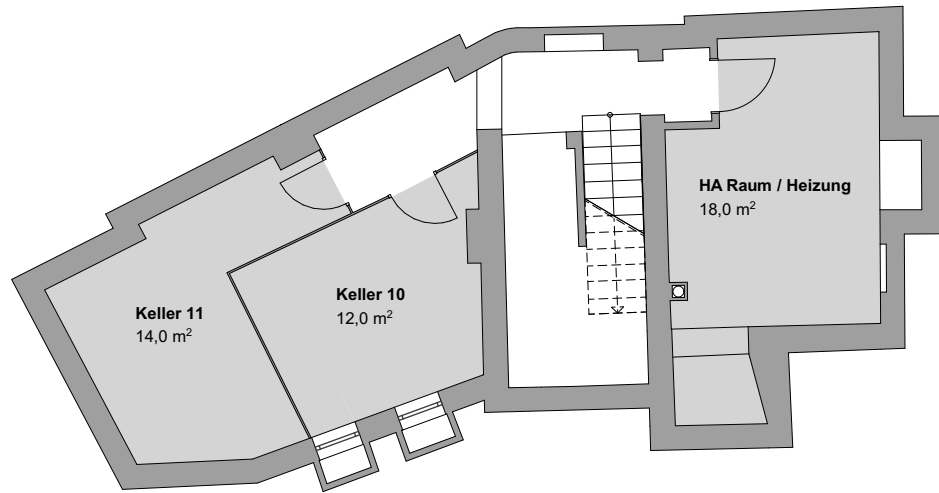 HA Raum / Heizung
18,0 m²
Keller 10
12,0 m²
Keller 11
14,0 m²